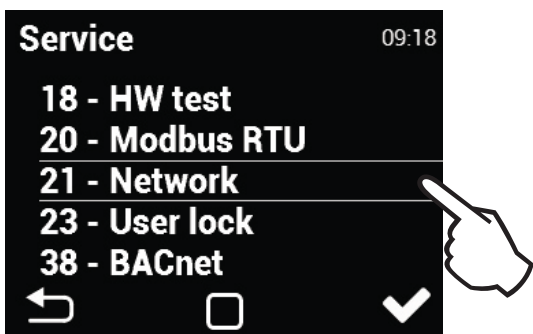 Service 09:18
18 - HW test
20 - Modbus RTU
21 - Network
23 - User lock
38 - BACnet